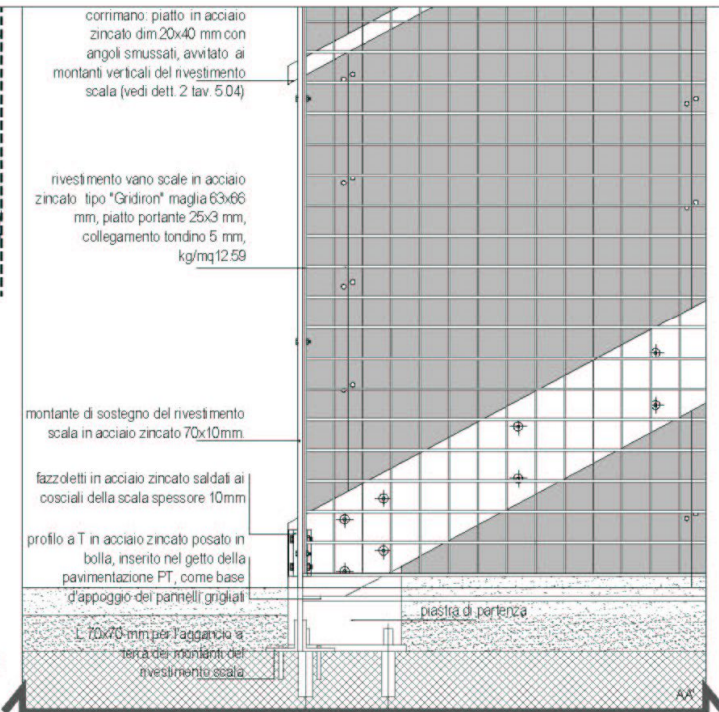 corrimano: piatto in acciaio
zincato dim.20x40 mm con
angoli smussati, avvitato ai
montanti verticali del rivestimento
scala (vedi dett. 2 tav. 5.04)
rivestimento vano scale in acciaio
zincato tipo "Gridiron" maglia 63x66
mm, piatto portante 25x3 mm,
collegamento tondino 5 mm,
kg/mq12.59
montante di sostegno del rivestimento
scala in acciaio zincato 70x10mm.
fazzoletti in acciaio zincato saldati ai
cosciali della scala spessore 10mm
profilo a T in acciaio zincato posato in
bolla, inserito nel getto della
pavimentazione PT, come base
d'appoggio dei pannelli grigliati
piastra di partenza
L 70x70 mm per l'aggancio a
terra dei montanti del
rivestimento scala
AA'